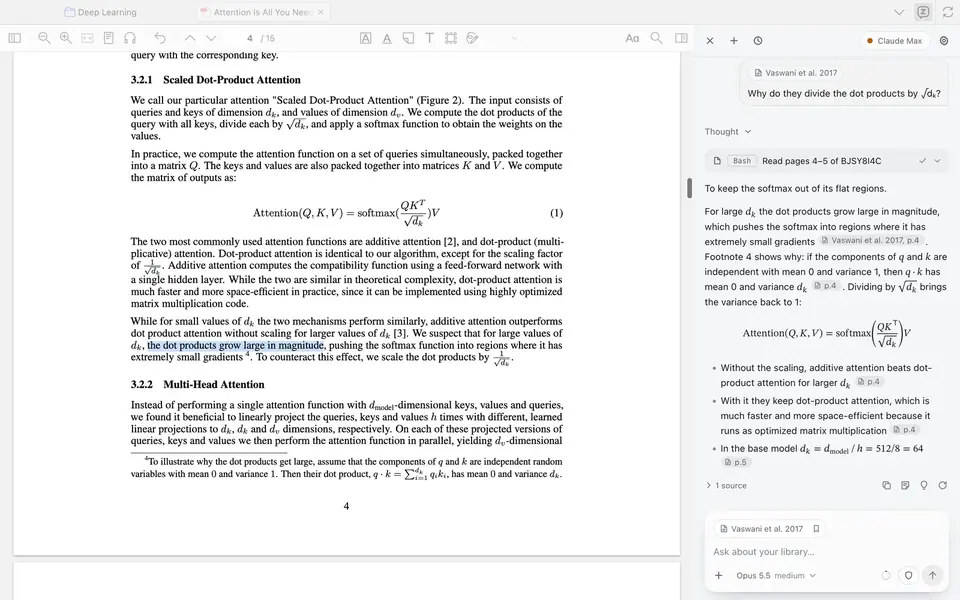 Deep Learning
Attention Is All You Nee
4 / 15
Aa
query with the corresponding key.
3.2.1 Scaled Dot-Product Attention
We call our particular attention "Scaled Dot-Product Attention" (Figure 2). The input consists of
queries and keys of dimension dₖ, and values of dimension dᵥ. We compute the dot products of the
query with all keys, divide each by √dₖ, and apply a softmax function to obtain the weights on the
values.
In practice, we compute the attention function on a set of queries simultaneously, packed together
into a matrix Q. The keys and values are also packed together into matrices K and V. We compute
the matrix of outputs as:
Attention(Q, K, V) = softmax(QKᵀ/√dₖ)V (1)
The two most commonly used attention functions are additive attention [2], and dot-product (multi-
plicative) attention. Dot-product attention is identical to our algorithm, except for the scaling factor
of 1/√dₖ. Additive attention computes the compatibility function using a feed-forward network with
a single hidden layer. While the two are similar in theoretical complexity, dot-product attention is
much faster and more space-efficient in practice, since it can be implemented using highly optimized
matrix multiplication code.
While for small values of dₖ the two mechanisms perform similarly, additive attention outperforms
dot product attention without scaling for larger values of dₖ [3]. We suspect that for large values of
dₖ, the dot products grow large in magnitude, pushing the softmax function into regions where it has
extremely small gradients ⁴. To counteract this effect, we scale the dot products by 1/√dₖ.
3.2.2 Multi-Head Attention
Instead of performing a single attention function with d_model-dimensional keys, values and queries,
we found it beneficial to linearly project the queries, keys and values h times with different, learned
linear projections to dₖ, dₖ and dᵥ dimensions, respectively. On each of these projected versions of
queries, keys and values we then perform the attention function in parallel, yielding dᵥ-dimensional
⁴To illustrate why the dot products get large, assume that the components of q and k are independent random
variables with mean 0 and variance 1. Then their dot product, q · k = ∑ᵢ₌₁^dₖ qᵢkᵢ, has mean 0 and variance dₖ.
4
Claude Max
Vaswani et al. 2017
Why do they divide the dot products by √dₖ?
Thought
Bash Read pages 4–5 of BJSY8I4C
To keep the softmax out of its flat regions.
For large dₖ the dot products grow large in magnitude,
which pushes the softmax into regions where it has
extremely small gradients Vaswani et al. 2017, p.4 .
Footnote 4 shows why: if the components of q and k are
independent with mean 0 and variance 1, then q · k has
mean 0 and variance dₖ p.4 . Dividing by √dₖ brings
the variance back to 1:
Attention(Q, K, V) = softmax(QKᵀ/√dₖ)V
• Without the scaling, additive attention beats dot-
product attention for larger dₖ p.4
• With it they keep dot-product attention, which is
much faster and more space-efficient because it
runs as optimized matrix multiplication p.4
• In the base model dₖ = d_model / h = 512/8 = 64
p.5
1 source
Vaswani et al. 2017
Ask about your library...
Opus 5.5 medium